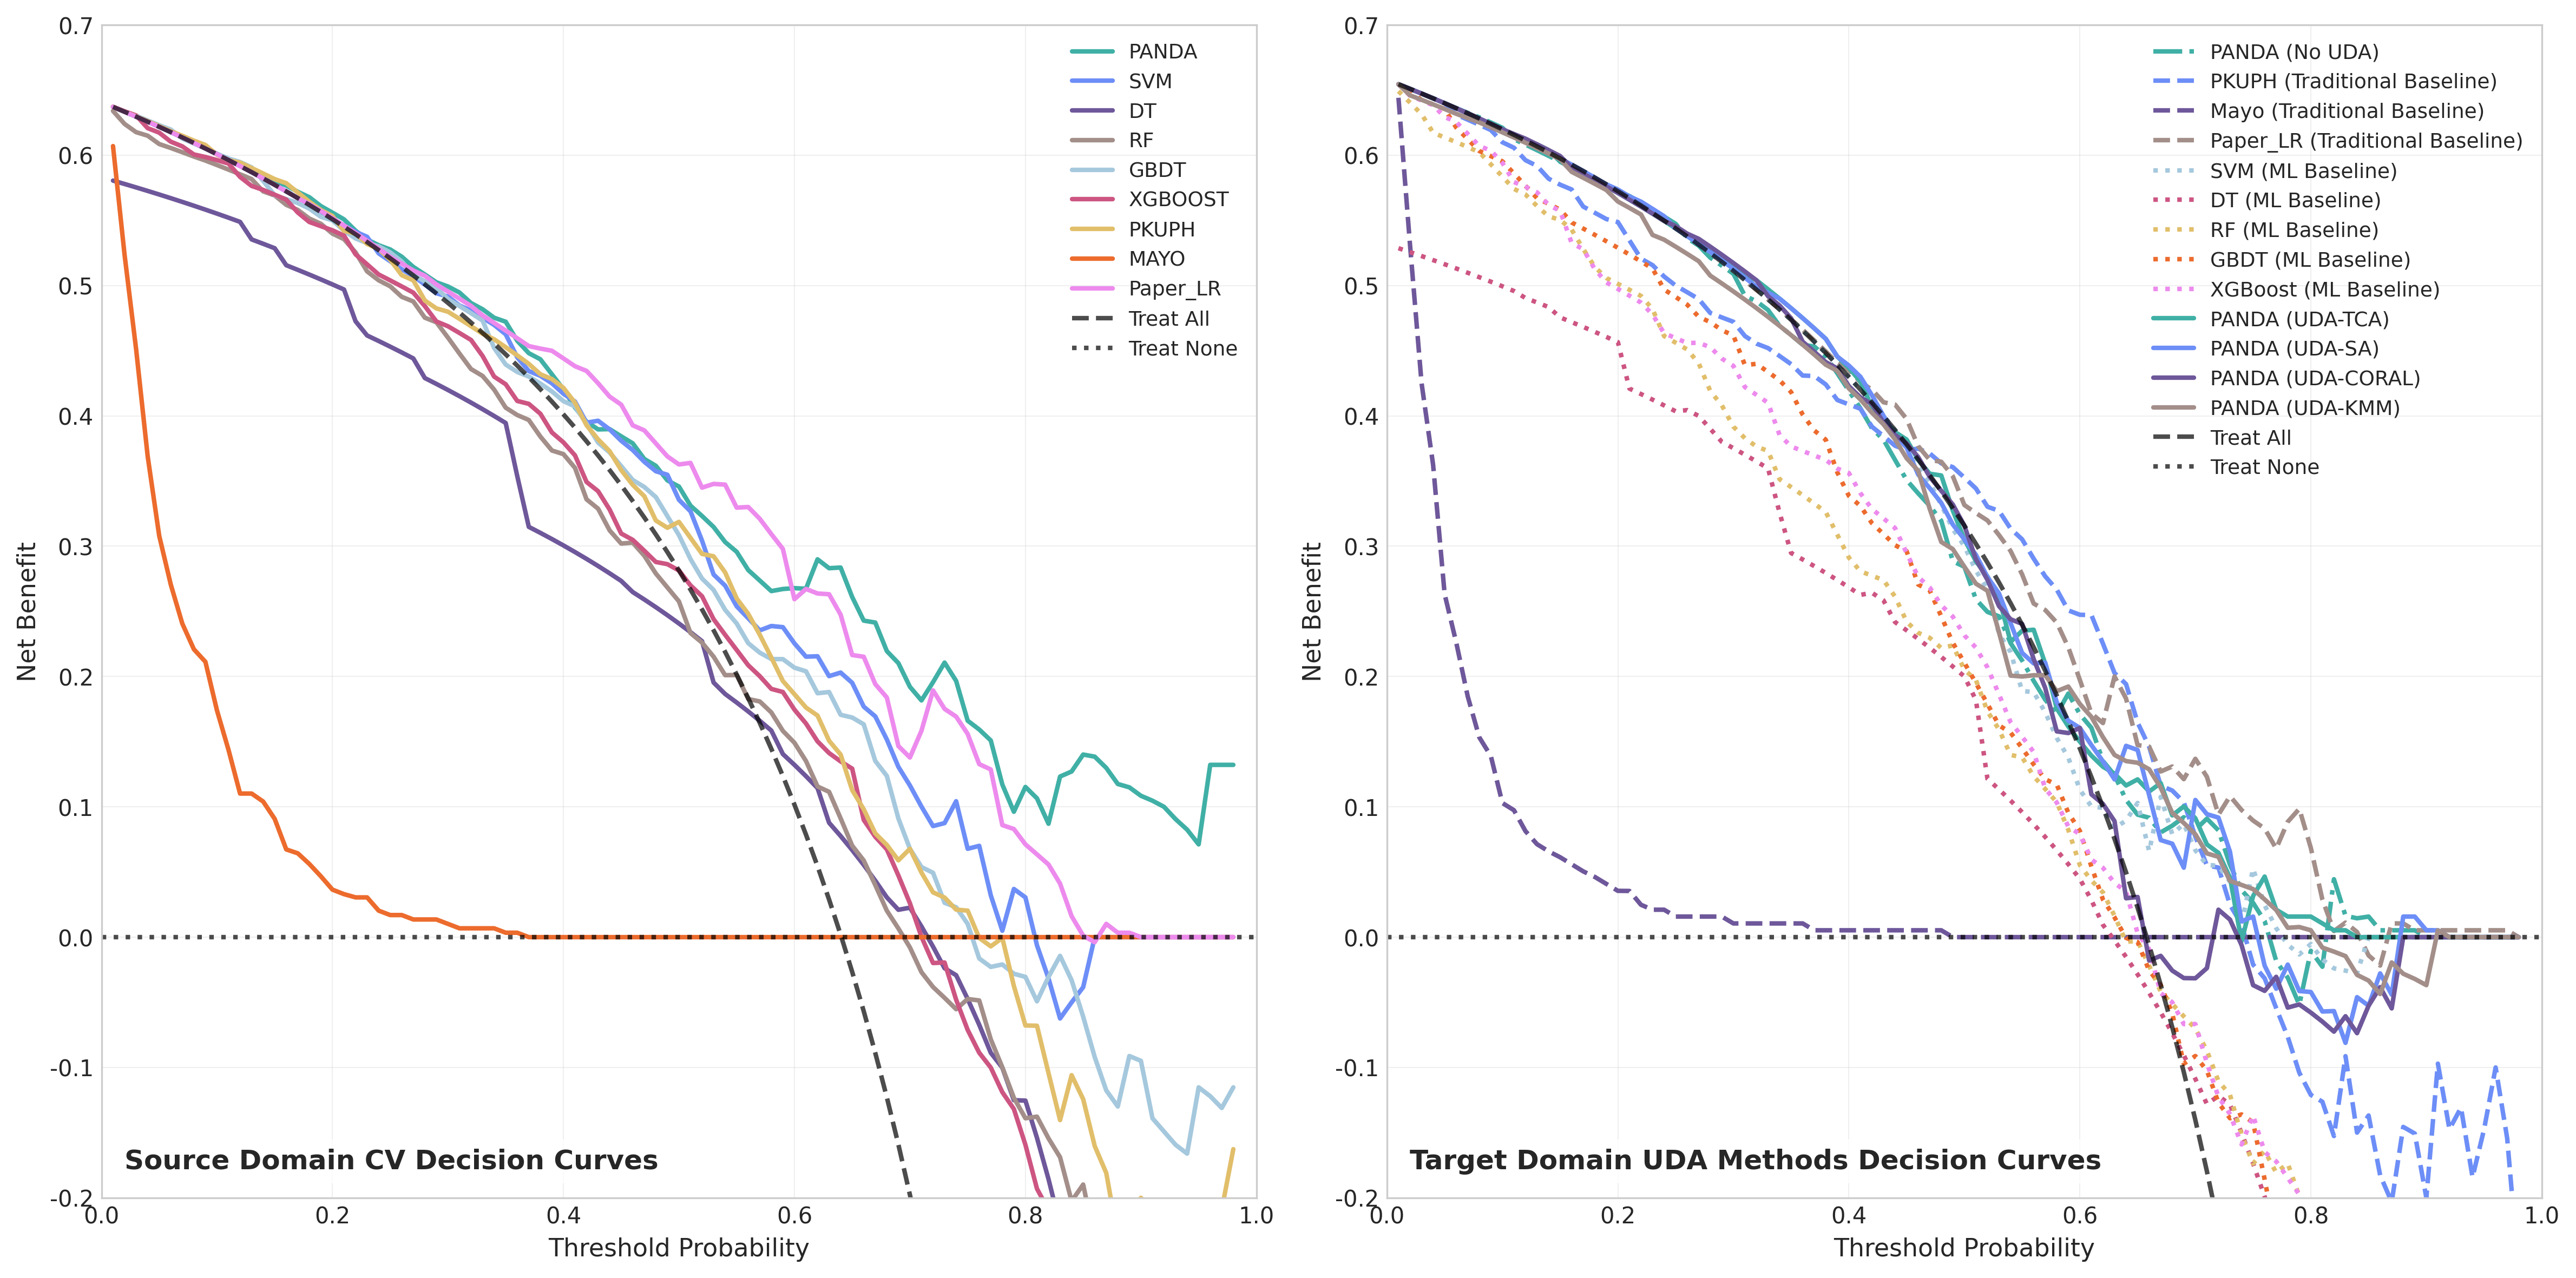 0.7
0.6
0.5
0.4
0.3
0.2
0.1
0.0
-0.1
-0.2
Net Benefit
PANDA
SVM
DT
RF
GBDT
XGBOOST
PKUPH
MAYO
Paper_LR
Treat All
Treat None
Source Domain CV Decision Curves
0.0 0.2 0.4 0.6 0.8 1.0
Threshold Probability
0.7
0.6
0.5
0.4
0.3
0.2
0.1
0.0
-0.1
-0.2
Net Benefit
PANDA (No UDA)
PKUPH (Traditional Baseline)
Mayo (Traditional Baseline)
Paper_LR (Traditional Baseline)
SVM (ML Baseline)
DT (ML Baseline)
RF (ML Baseline)
GBDT (ML Baseline)
XGBoost (ML Baseline)
PANDA (UDA-TCA)
PANDA (UDA-SA)
PANDA (UDA-CORAL)
PANDA (UDA-KMM)
Treat All
Treat None
Target Domain UDA Methods Decision Curves
0.0 0.2 0.4 0.6 0.8 1.0
Threshold Probability